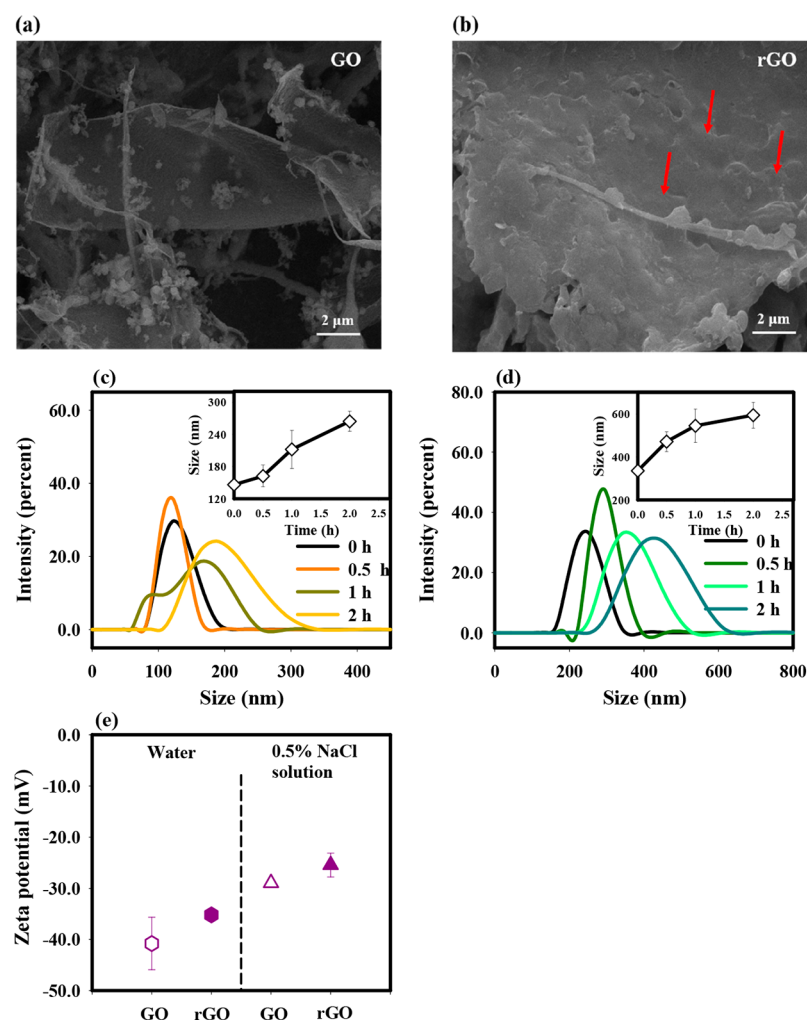 (a)
GO
2 μm
(b)
rGO
2 μm
(c)
Intensity (percent)
60.0
40.0
20.0
0.0
0
100
200
300
400
Size (nm)
Size (nm)
300
240
180
120
0.0 0.5 1.0 1.5 2.0 2.5
Time (h)
0 h
0.5 h
1 h
2 h
(d)
Intensity (percent)
80.0
60.0
40.0
20.0
0.0
0
200
400
600
800
Size (nm)
Size (nm)
600
400
200
0.0 0.5 1.0 1.5 2.0 2.5
Time (h)
0 h
0.5 h
1 h
2 h
(e)
Zeta potential (mV)
0.0
-10.0
-20.0
-30.0
-40.0
-50.0
Water
0.5% NaCl
solution
GO
rGO
GO
rGO